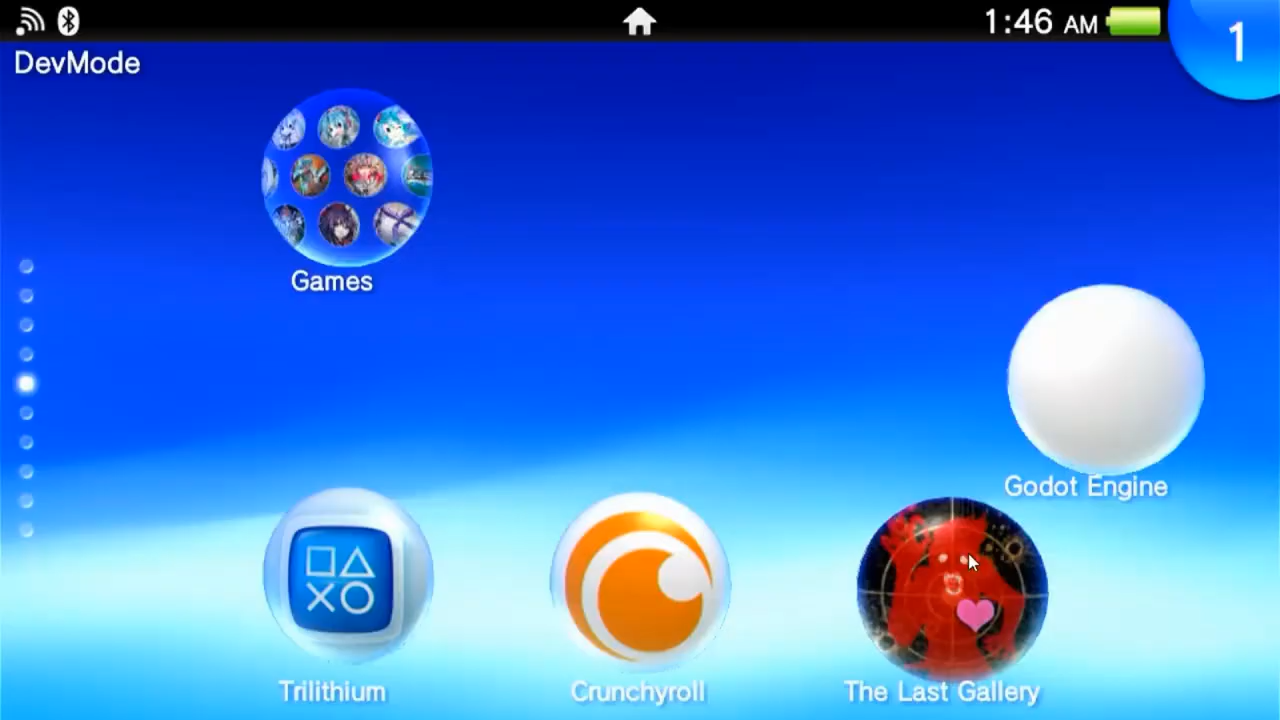 1:46 AM
1
DevMode
Games
Godot Engine
Trilithium
Crunchyroll
The Last Gallery